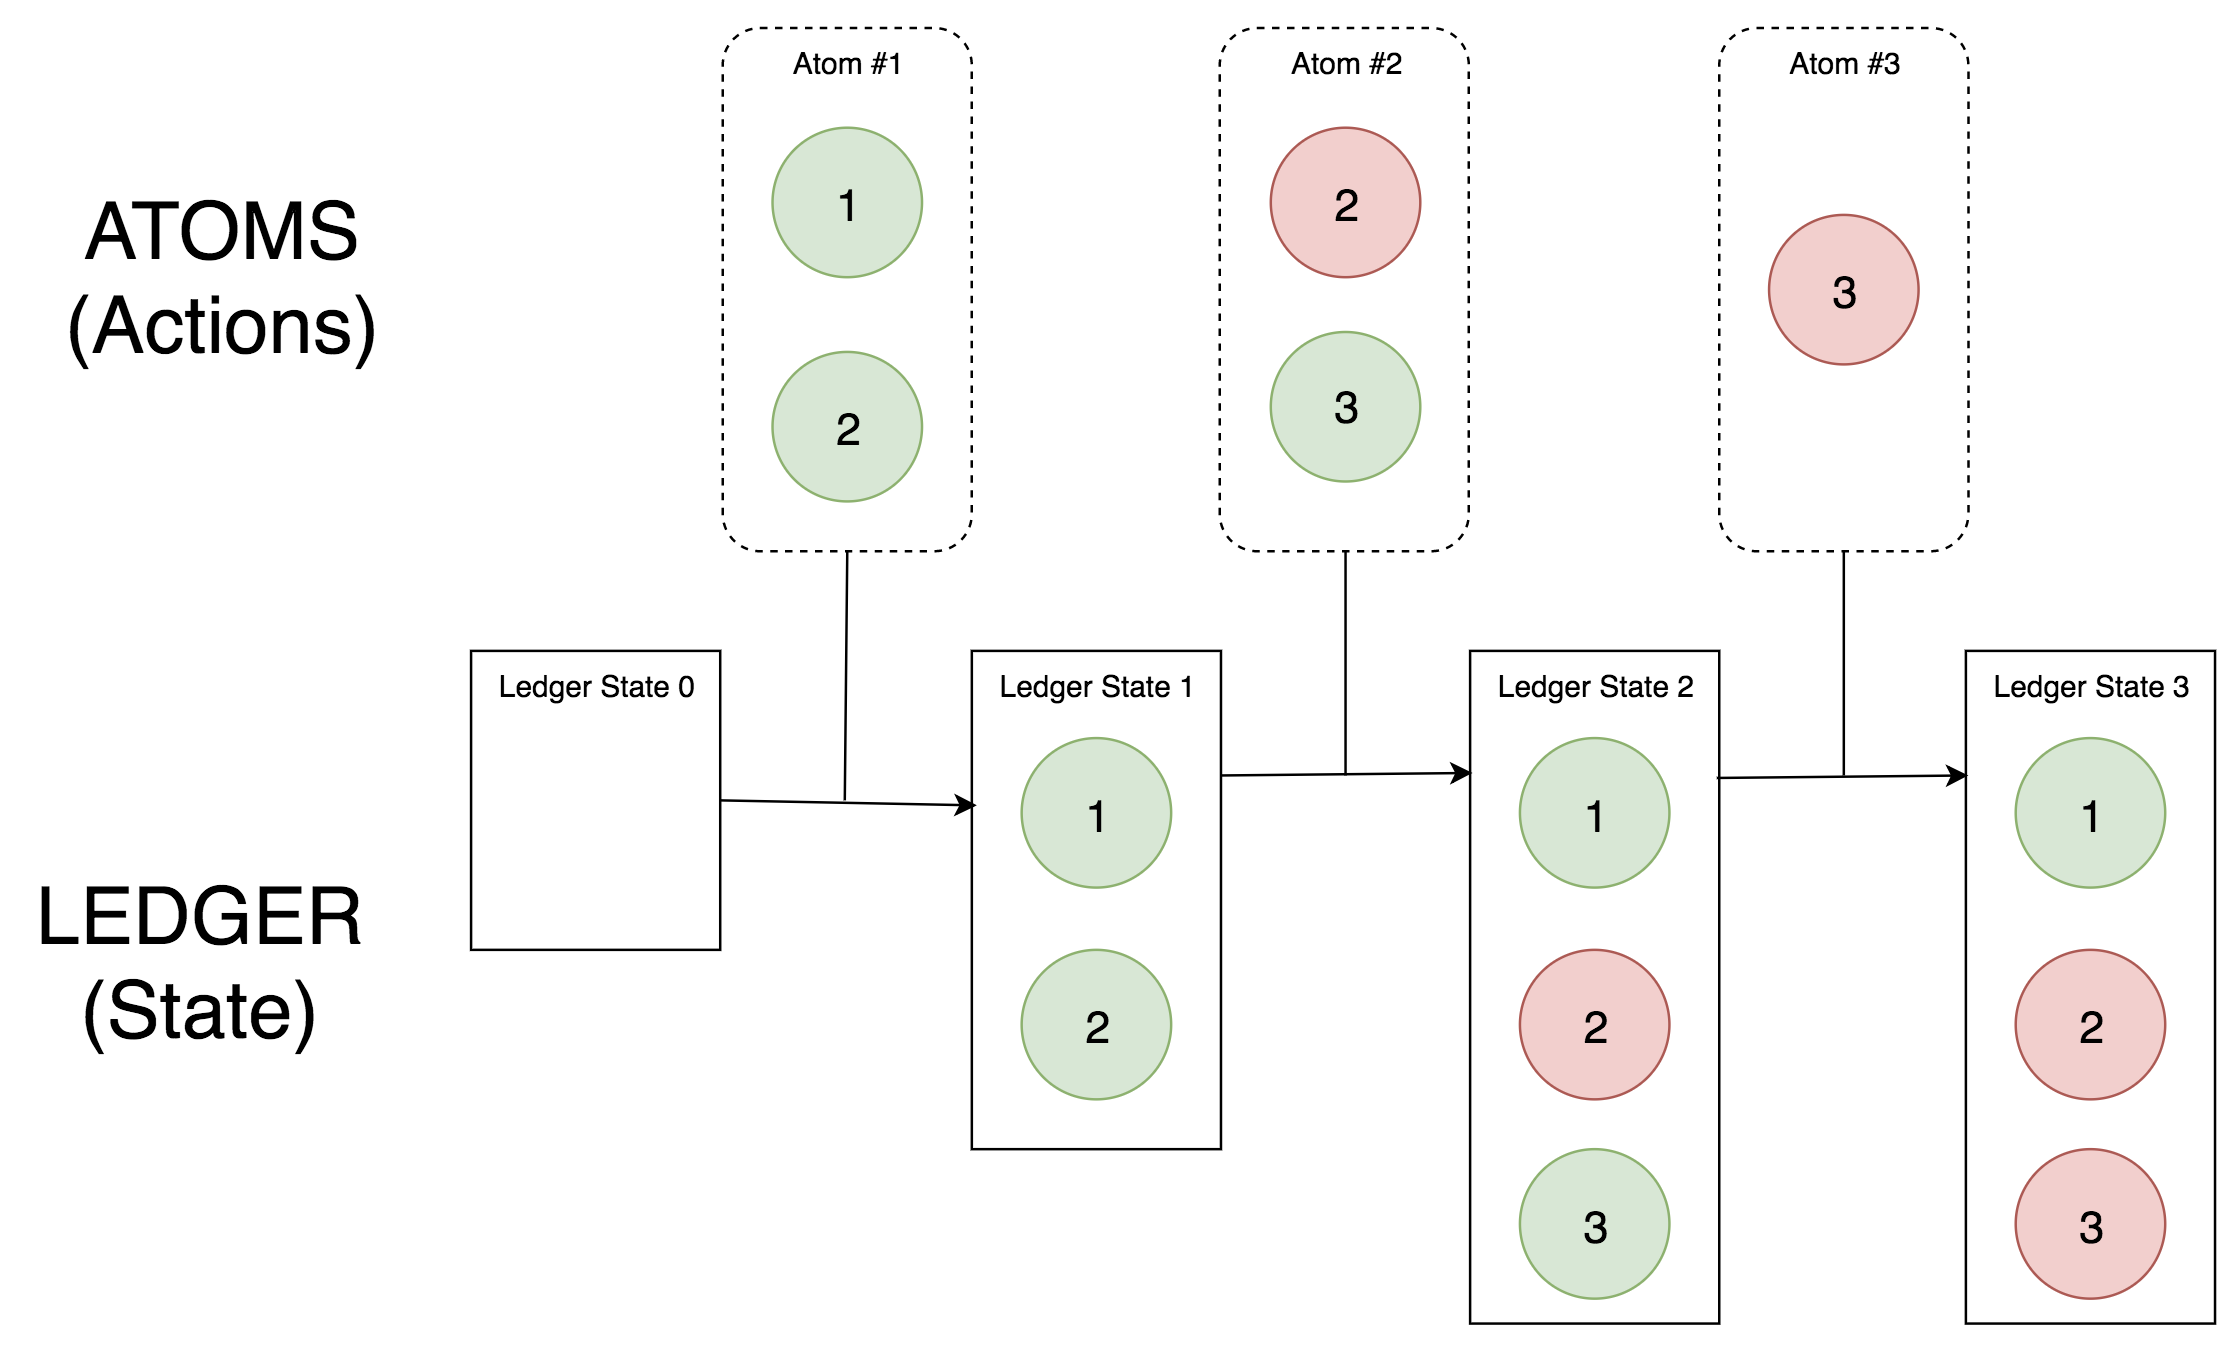 Atom #1
Atom #2
Atom #3
ATOMS
(Actions)
1
2
2
3
3
Ledger State 0
Ledger State 1
Ledger State 2
Ledger State 3
LEDGER
(State)
1
2
1
2
3
1
2
3